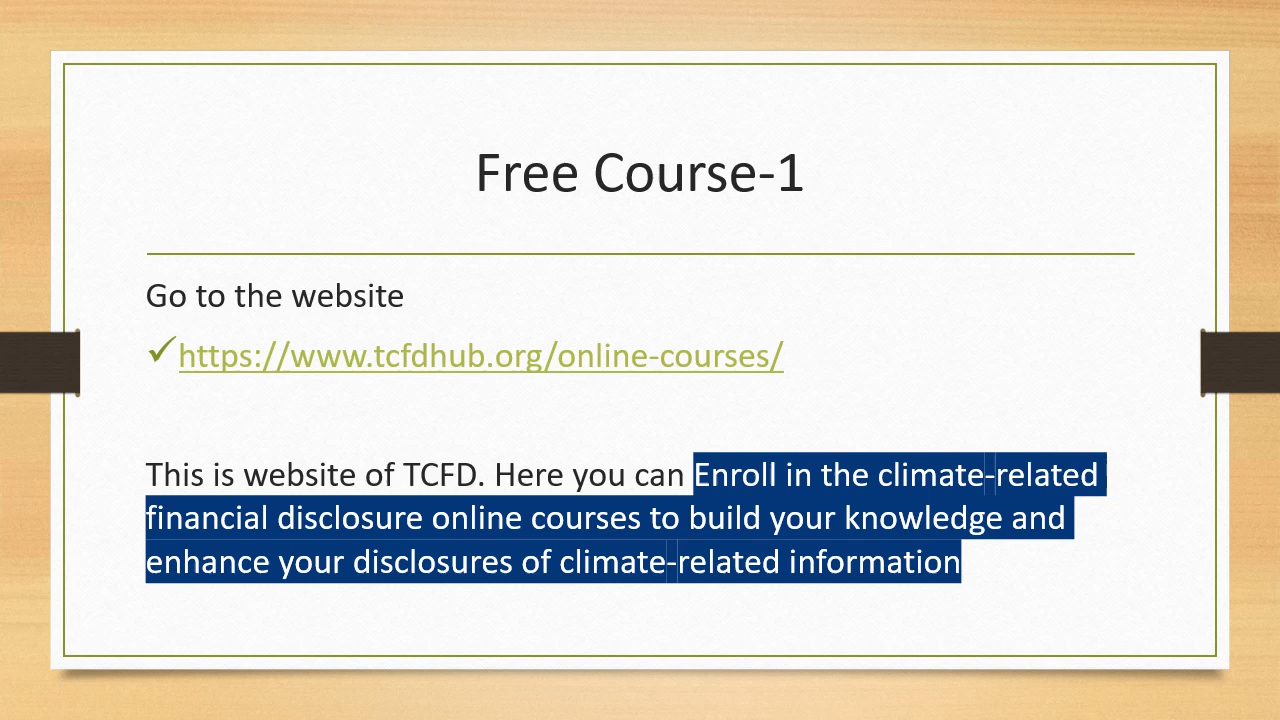 Free Course-1
Go to the website
✓https://www.tcfdhub.org/online-courses/
This is website of TCFD. Here you can Enroll in the climate-related
financial disclosure online courses to build your knowledge and
enhance your disclosures of climate-related information